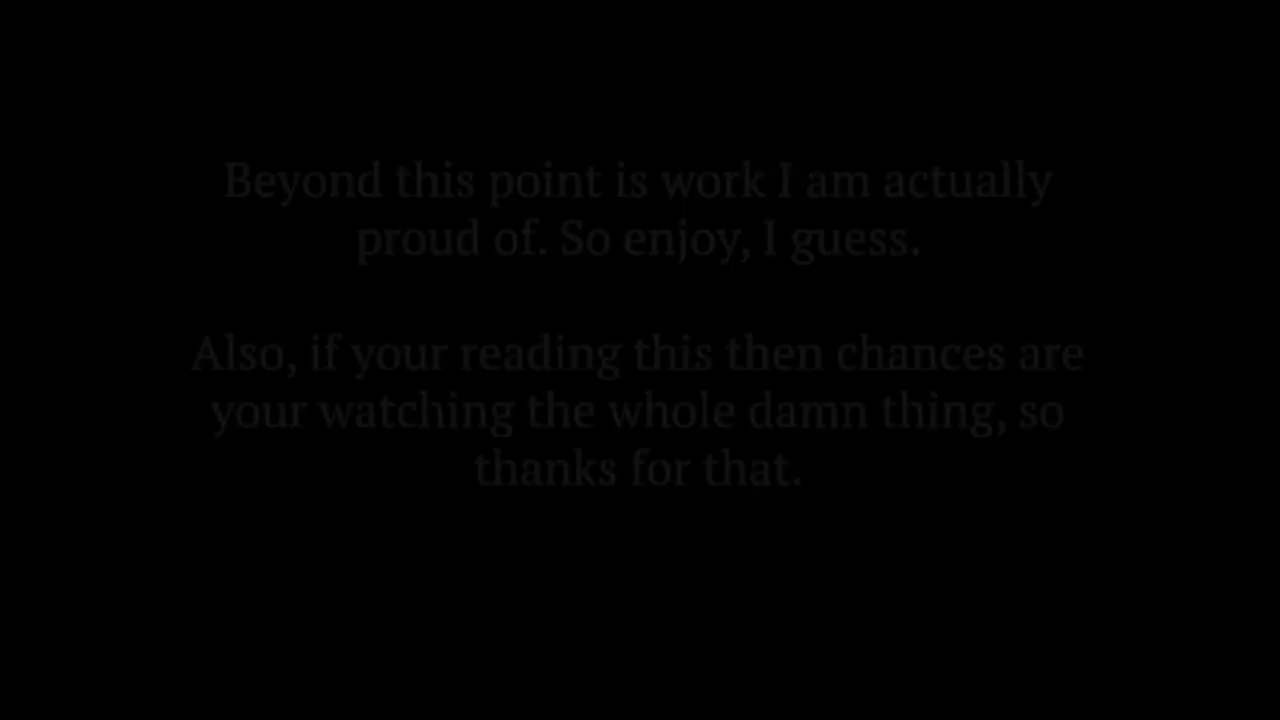 Beyond this point is work I am actually
proud of. So enjoy, I guess.
Also, if your reading this then chances are
your watching the whole damn thing, so
thanks for that.